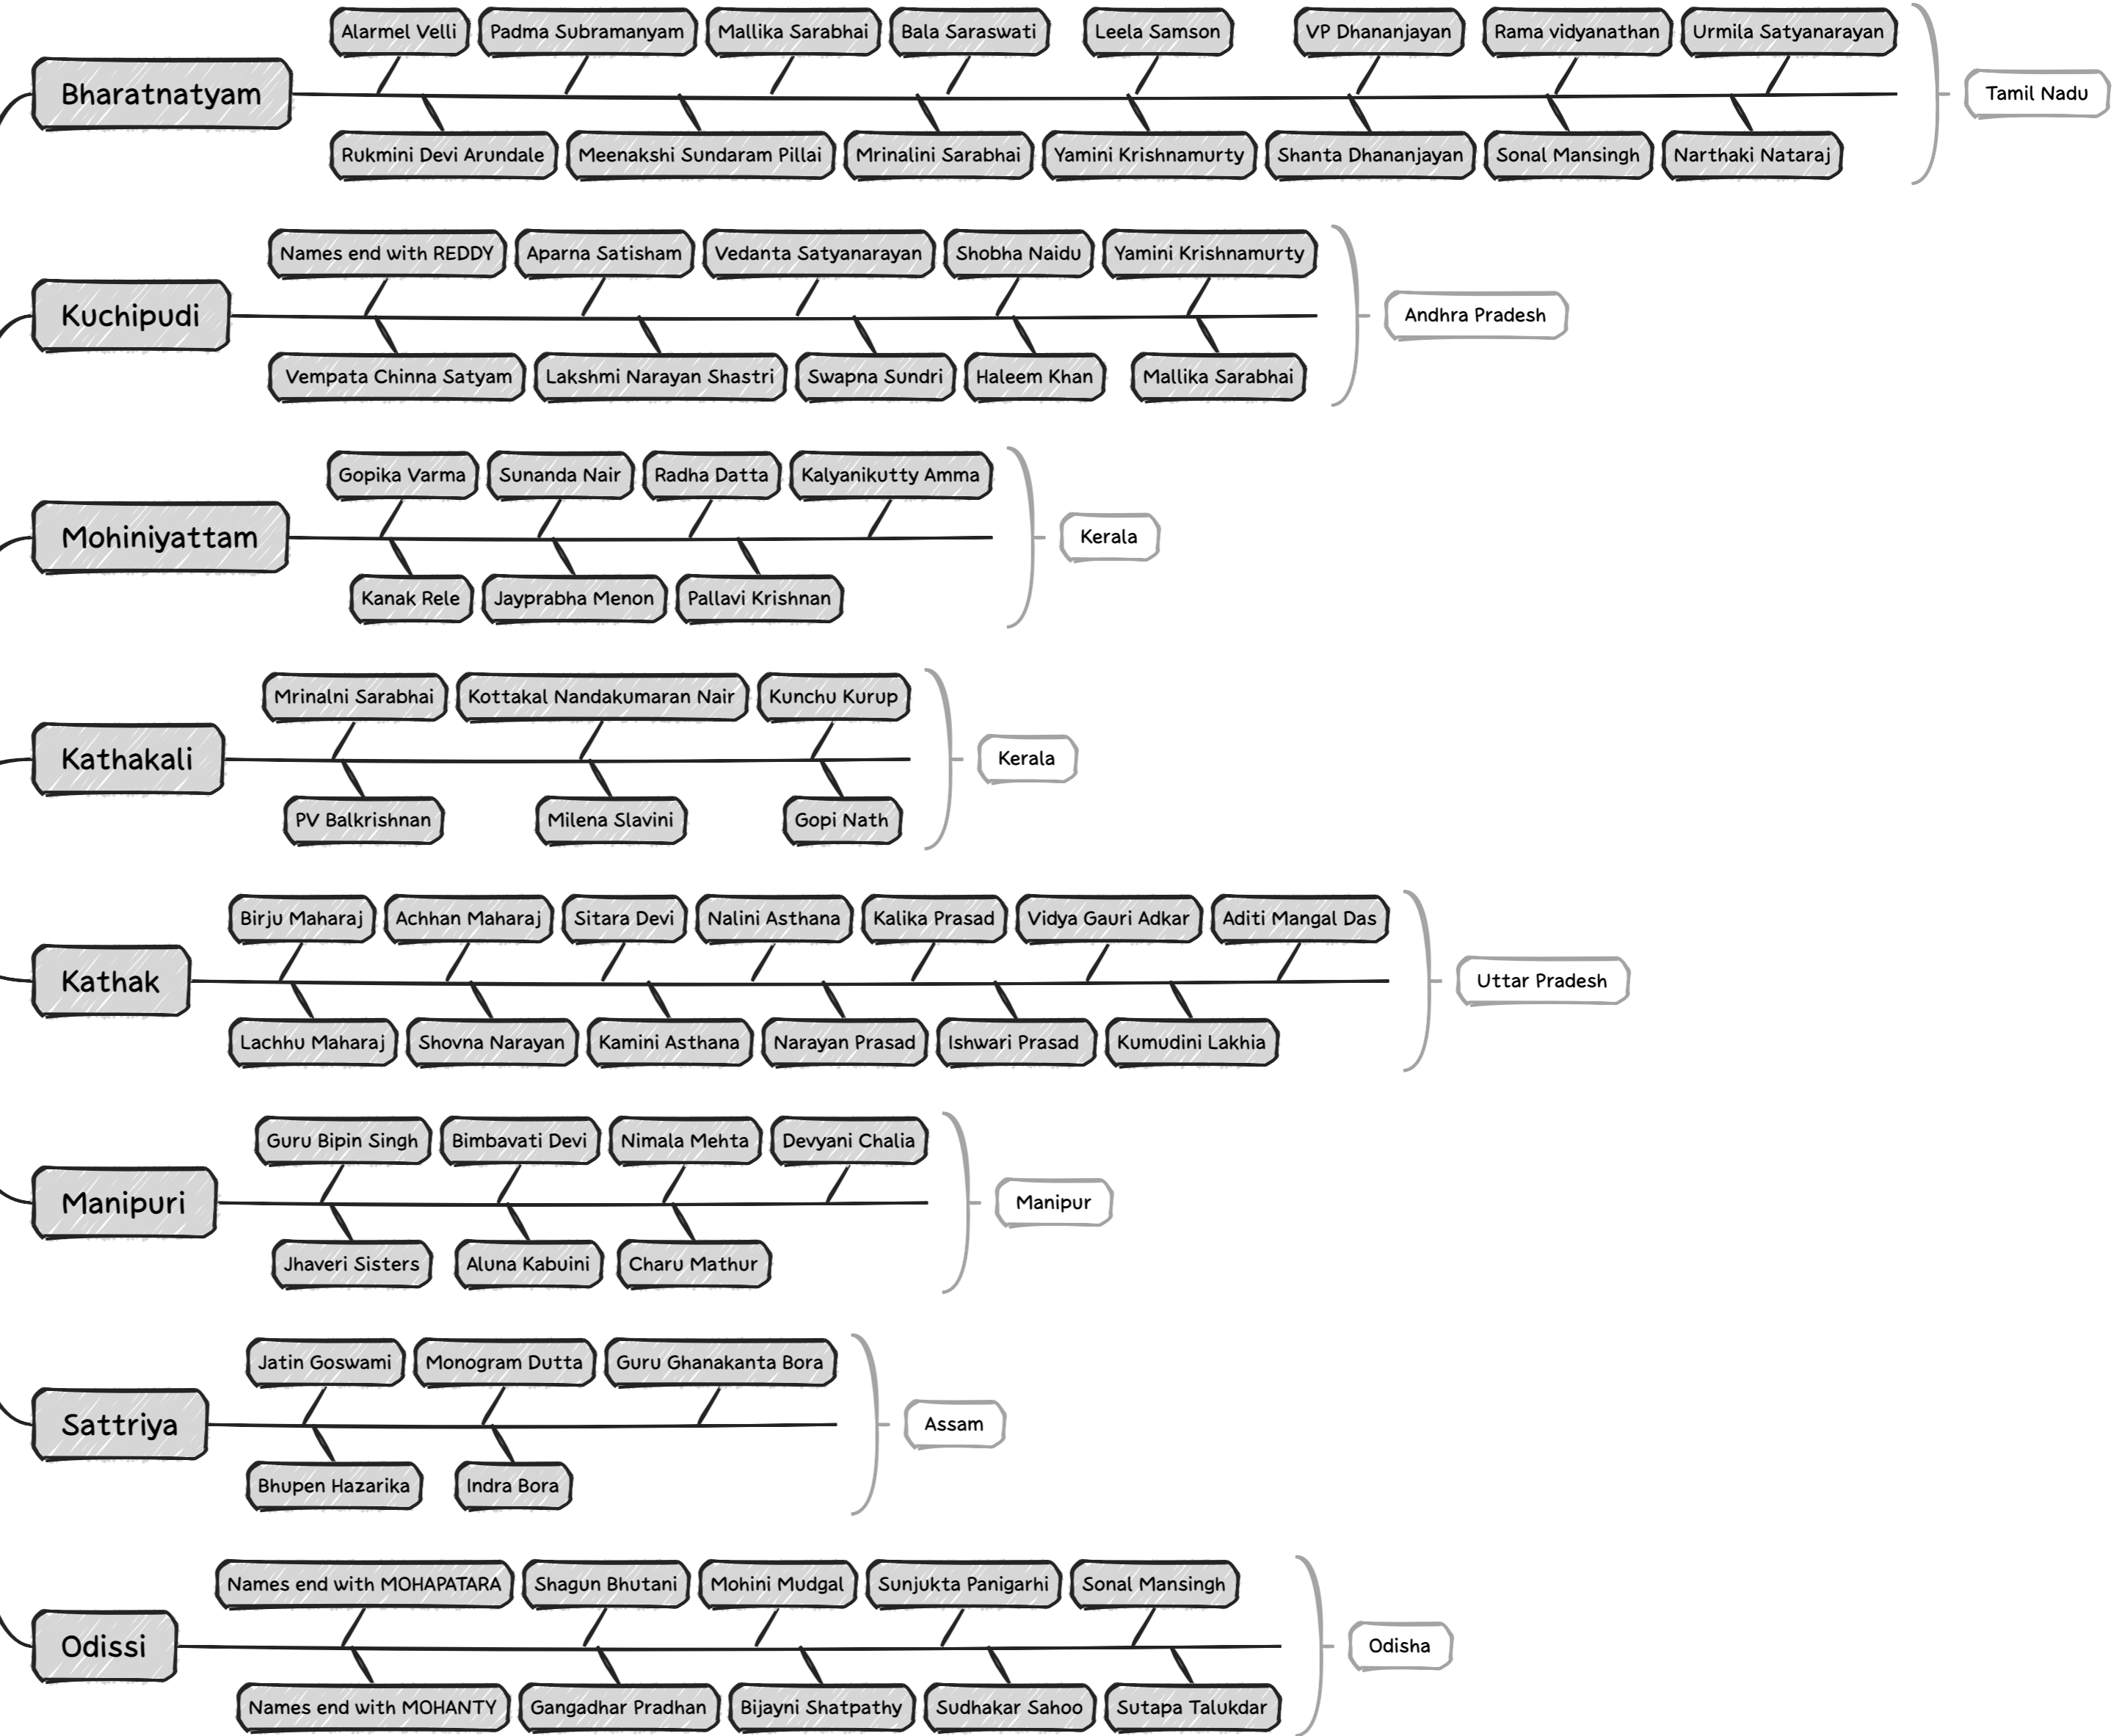 Bharatnatyam
Alarmel Velli
Padma Subramanyam
Mallika Sarabhai
Bala Saraswati
Leela Samson
VP Dhananjayan
Rama vidyanathan
Urmila Satyanarayan
Rukmini Devi Arundale
Meenakshi Sundaram Pillai
Mrinalini Sarabhai
Yamini Krishnamurty
Shanta Dhananjayan
Sonal Mansingh
Narthaki Nataraj
Tamil Nadu
Kuchipudi
Names end with REDDY
Aparna Satisham
Vedanta Satyanarayan
Shobha Naidu
Yamini Krishnamurty
Vempata Chinna Satyam
Lakshmi Narayan Shastri
Swapna Sundri
Haleem Khan
Mallika Sarabhai
Andhra Pradesh
Mohiniyattam
Gopika Varma
Sunanda Nair
Radha Datta
Kalyanikutty Amma
Kanak Rele
Jayprabha Menon
Pallavi Krishnan
Kerala
Kathakali
Mrinalni Sarabhai
Kottakal Nandakumaran Nair
Kunchu Kurup
PV Balkrishnan
Milena Slavini
Gopi Nath
Kerala
Kathak
Birju Maharaj
Achhan Maharaj
Sitara Devi
Nalini Asthana
Kalika Prasad
Vidya Gauri Adkar
Aditi Mangal Das
Lachhu Maharaj
Shovna Narayan
Kamini Asthana
Narayan Prasad
Ishwari Prasad
Kumudini Lakhia
Uttar Pradesh
Manipuri
Guru Bipin Singh
Bimbavati Devi
Nimala Mehta
Devyani Chalia
Jhaveri Sisters
Aluna Kabuini
Charu Mathur
Manipur
Sattriya
Jatin Goswami
Monogram Dutta
Guru Ghanakanta Bora
Bhupen Hazarika
Indra Bora
Assam
Odissi
Names end with MOHAPATARA
Shagun Bhutani
Mohini Mudgal
Sunjukta Panigarhi
Sonal Mansingh
Names end with MOHANTY
Gangadhar Pradhan
Bijayni Shatpathy
Sudhakar Sahoo
Sutapa Talukdar
Odisha